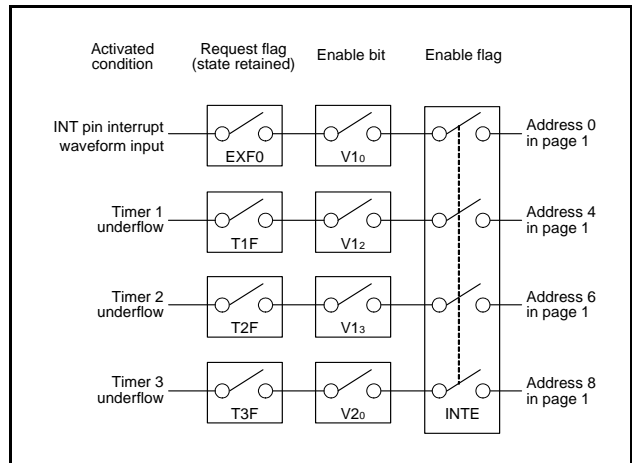 Activated
condition
Request flag
(state retained)
Enable bit
Enable flag
INT pin interrupt
waveform input
EXF0
V10
Address 0
in page 1
Timer 1
underflow
T1F
V12
Address 4
in page 1
Timer 2
underflow
T2F
V13
Address 6
in page 1
Timer 3
underflow
T3F
V20
INTE
Address 8
in page 1